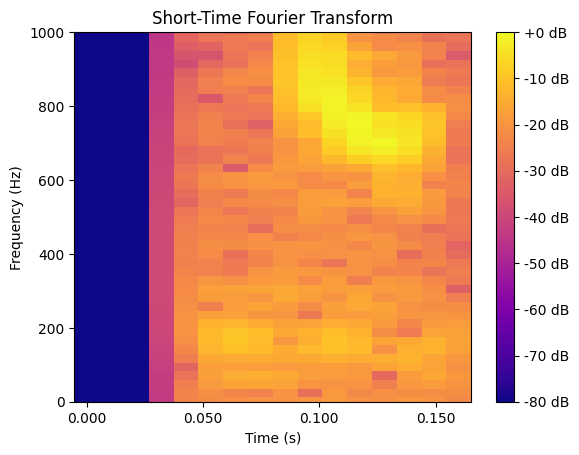 Short-Time Fourier Transform
1000
800
600
400
200
0
Frequency (Hz)
0.000
0.050
0.100
0.150
Time (s)
+0 dB
-10 dB
-20 dB
-30 dB
-40 dB
-50 dB
-60 dB
-70 dB
-80 dB